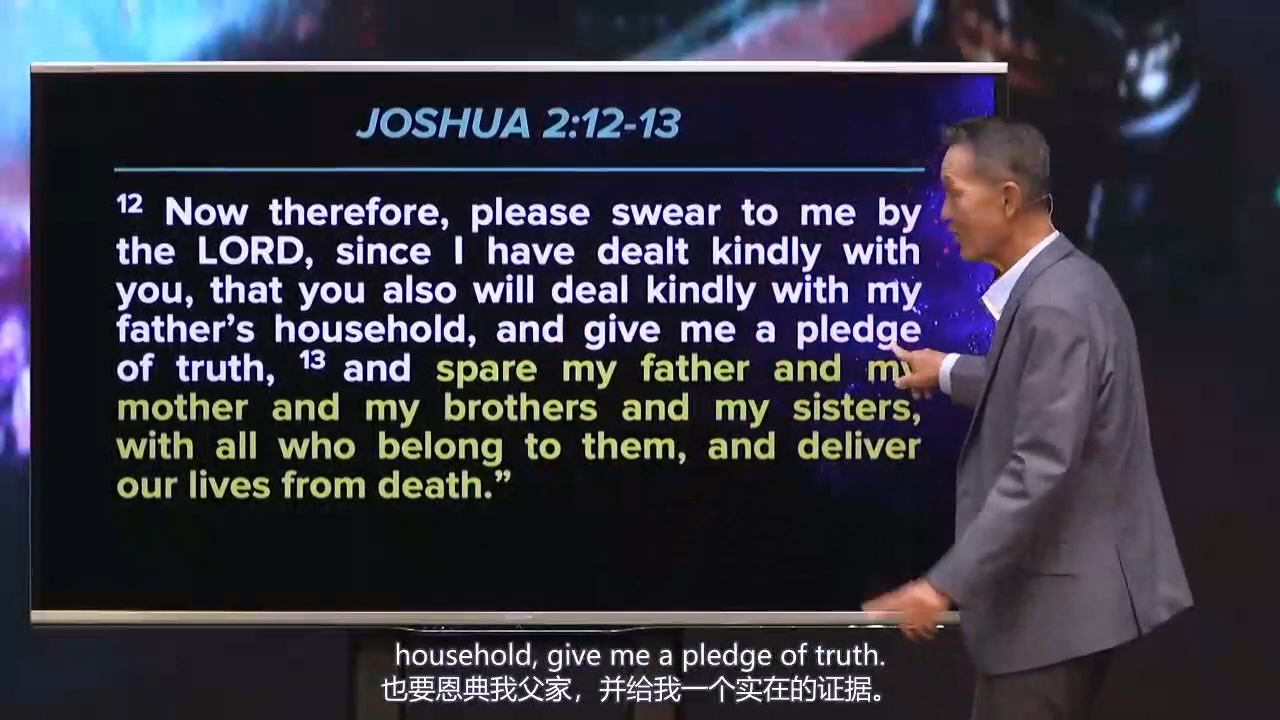 JOSHUA 2:12-13
12 Now therefore, please swear to me by
the LORD, since I have dealt kindly with
you, that you also will deal kindly with my
father’s household, and give me a pledge
of truth, 13 and spare my father and my
mother and my brothers and my sisters,
with all who belong to them, and deliver
our lives from death.”
household, give me a pledge of truth.
也要恩典我父家，并给我一个实在的证据。